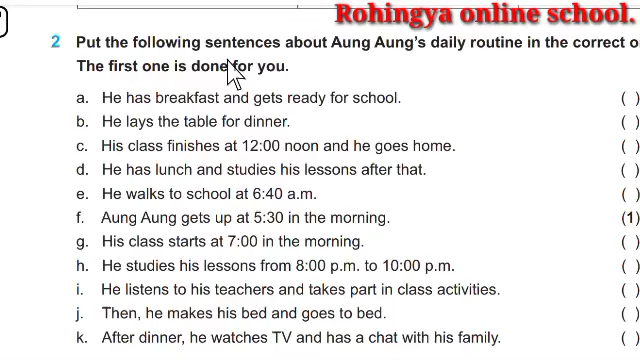 Rohingya online school.
2 Put the following sentences about Aung Aung's daily routine in the correct
The first one is done for you.
a. He has breakfast and gets ready for school. ( )
b. He lays the table for dinner. ( )
c. His class finishes at 12:00 noon and he goes home. ( )
d. He has lunch and studies his lessons after that. ( )
e. He walks to school at 6:40 a.m. ( )
f. Aung Aung gets up at 5:30 in the morning. (1)
g. His class starts at 7:00 in the morning. ( )
h. He studies his lessons from 8:00 p.m. to 10:00 p.m. ( )
i. He listens to his teachers and takes part in class activities. ( )
j. Then, he makes his bed and goes to bed. ( )
k. After dinner, he watches TV and has a chat with his family. ( )